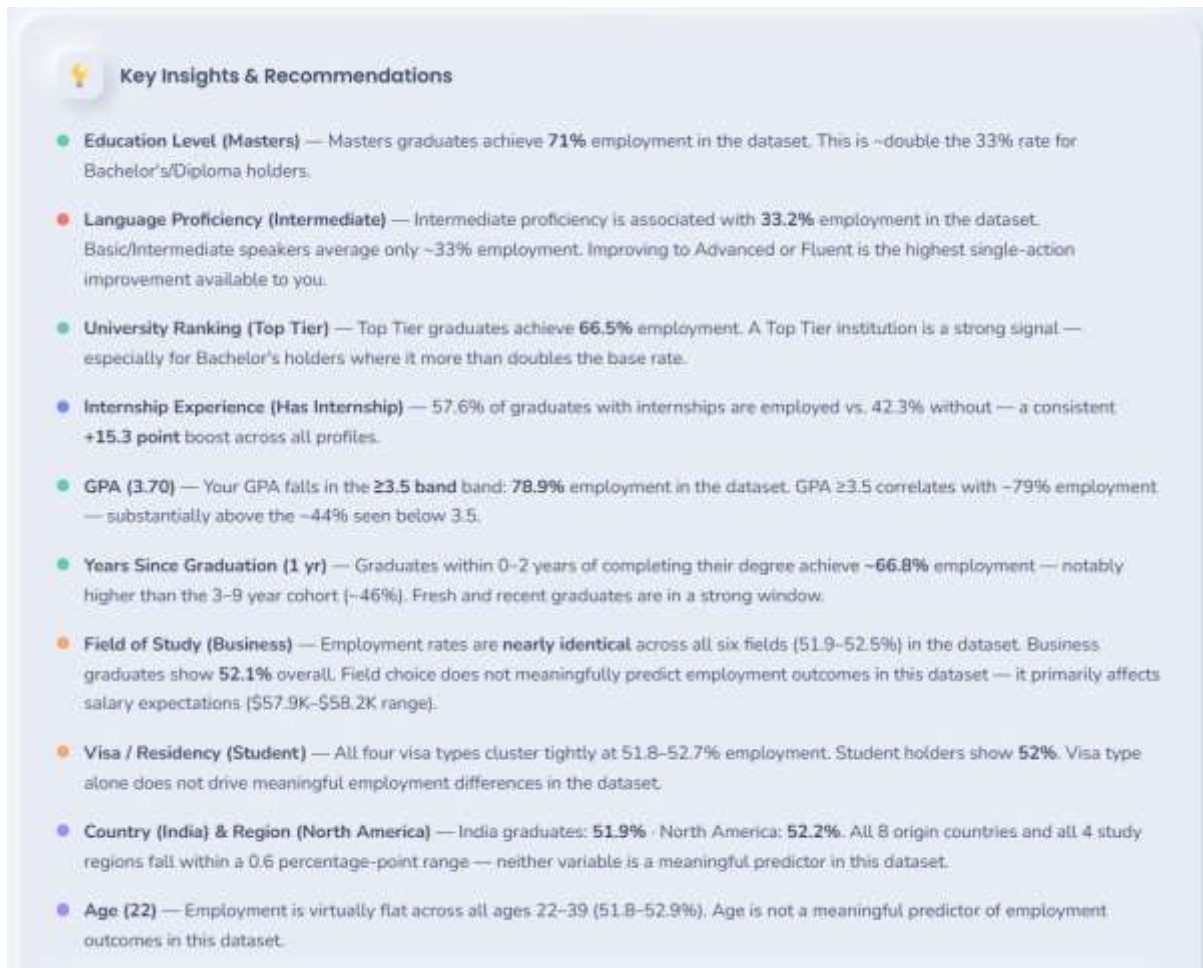 Key Insights & Recommendations
Education Level (Masters) — Masters graduates achieve 71% employment in the dataset. This is ~double the 33% rate for
Bachelor's/Diploma holders.
Language Proficiency (Intermediate) — Intermediate proficiency is associated with 33.2% employment in the dataset.
Basic/Intermediate speakers average only ~33% employment. Improving to Advanced or Fluent is the highest single-action
improvement available to you.
University Ranking (Top Tier) — Top Tier graduates achieve 66.5% employment. A Top Tier institution is a strong signal —
especially for Bachelor's holders where it more than doubles the base rate.
Internship Experience (Has Internship) — 57.6% of graduates with internships are employed vs. 42.3% without — a consistent
+15.3 point boost across all profiles.
GPA (3.70) — Your GPA falls in the ≥3.5 band band: 78.9% employment in the dataset. GPA ≥3.5 correlates with ~79% employment
— substantially above the ~44% seen below 3.5.
Years Since Graduation (1 yr) — Graduates within 0–2 years of completing their degree achieve ~66.8% employment — notably
higher than the 3–9 year cohort (~46%). Fresh and recent graduates are in a strong window.
Field of Study (Business) — Employment rates are nearly identical across all six fields (51.9–52.5%) in the dataset. Business
graduates show 52.1% overall. Field choice does not meaningfully predict employment outcomes in this dataset — it primarily affects
salary expectations ($57.9K–$58.2K range).
Visa / Residency (Student) — All four visa types cluster tightly at 51.8–52.7% employment. Student holders show 52%. Visa type
alone does not drive meaningful employment differences in the dataset.
Country (India) & Region (North America) — India graduates: 51.9% · North America: 52.2%. All 8 origin countries and all 4 study
regions fall within a 0.6 percentage-point range — neither variable is a meaningful predictor in this dataset.
Age (22) — Employment is virtually flat across all ages 22–39 (51.8–52.9%). Age is not a meaningful predictor of employment
outcomes in this dataset.